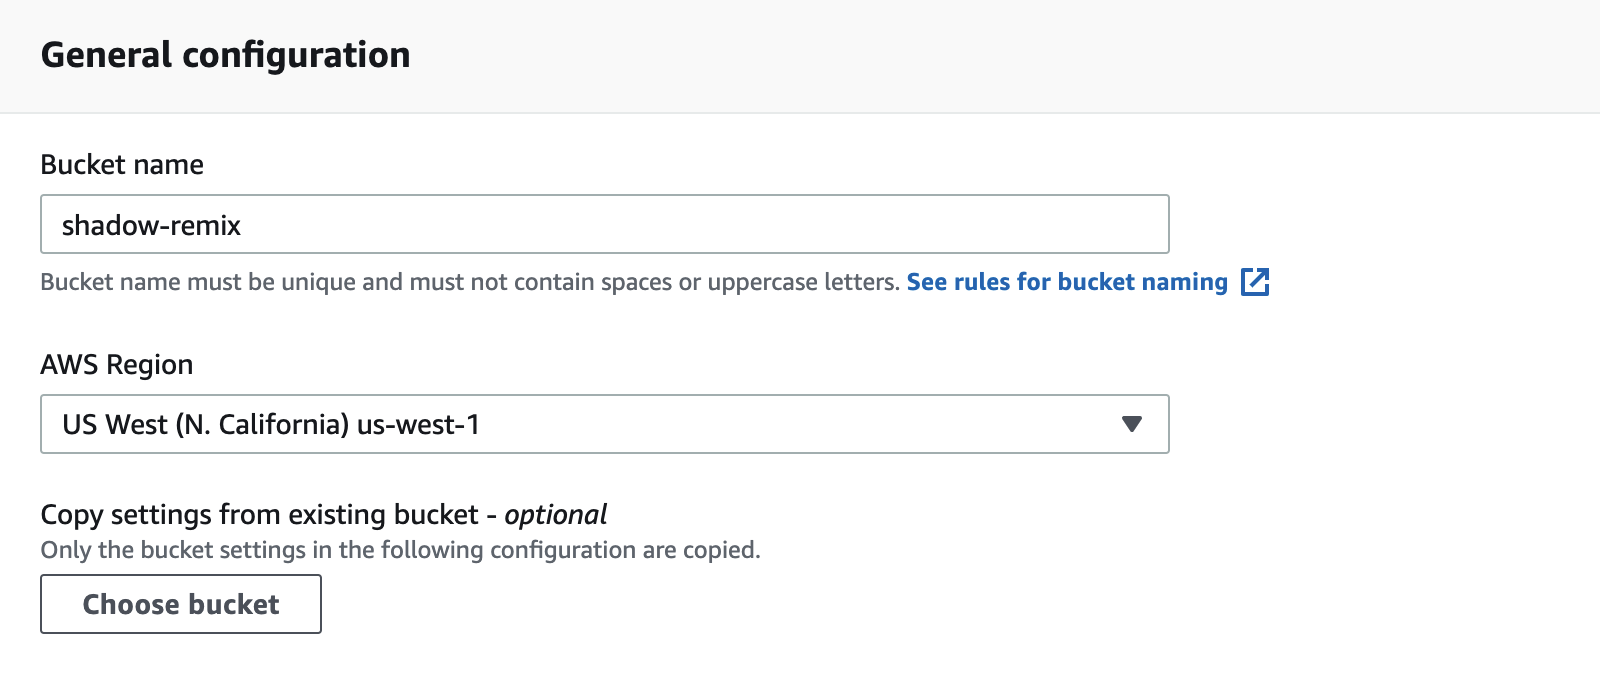 General configuration
Bucket name
shadow-remix
Bucket name must be unique and must not contain spaces or uppercase letters. See rules for bucket naming
AWS Region
US West (N. California) us-west-1
Copy settings from existing bucket - optional
Only the bucket settings in the following configuration are copied.
Choose bucket